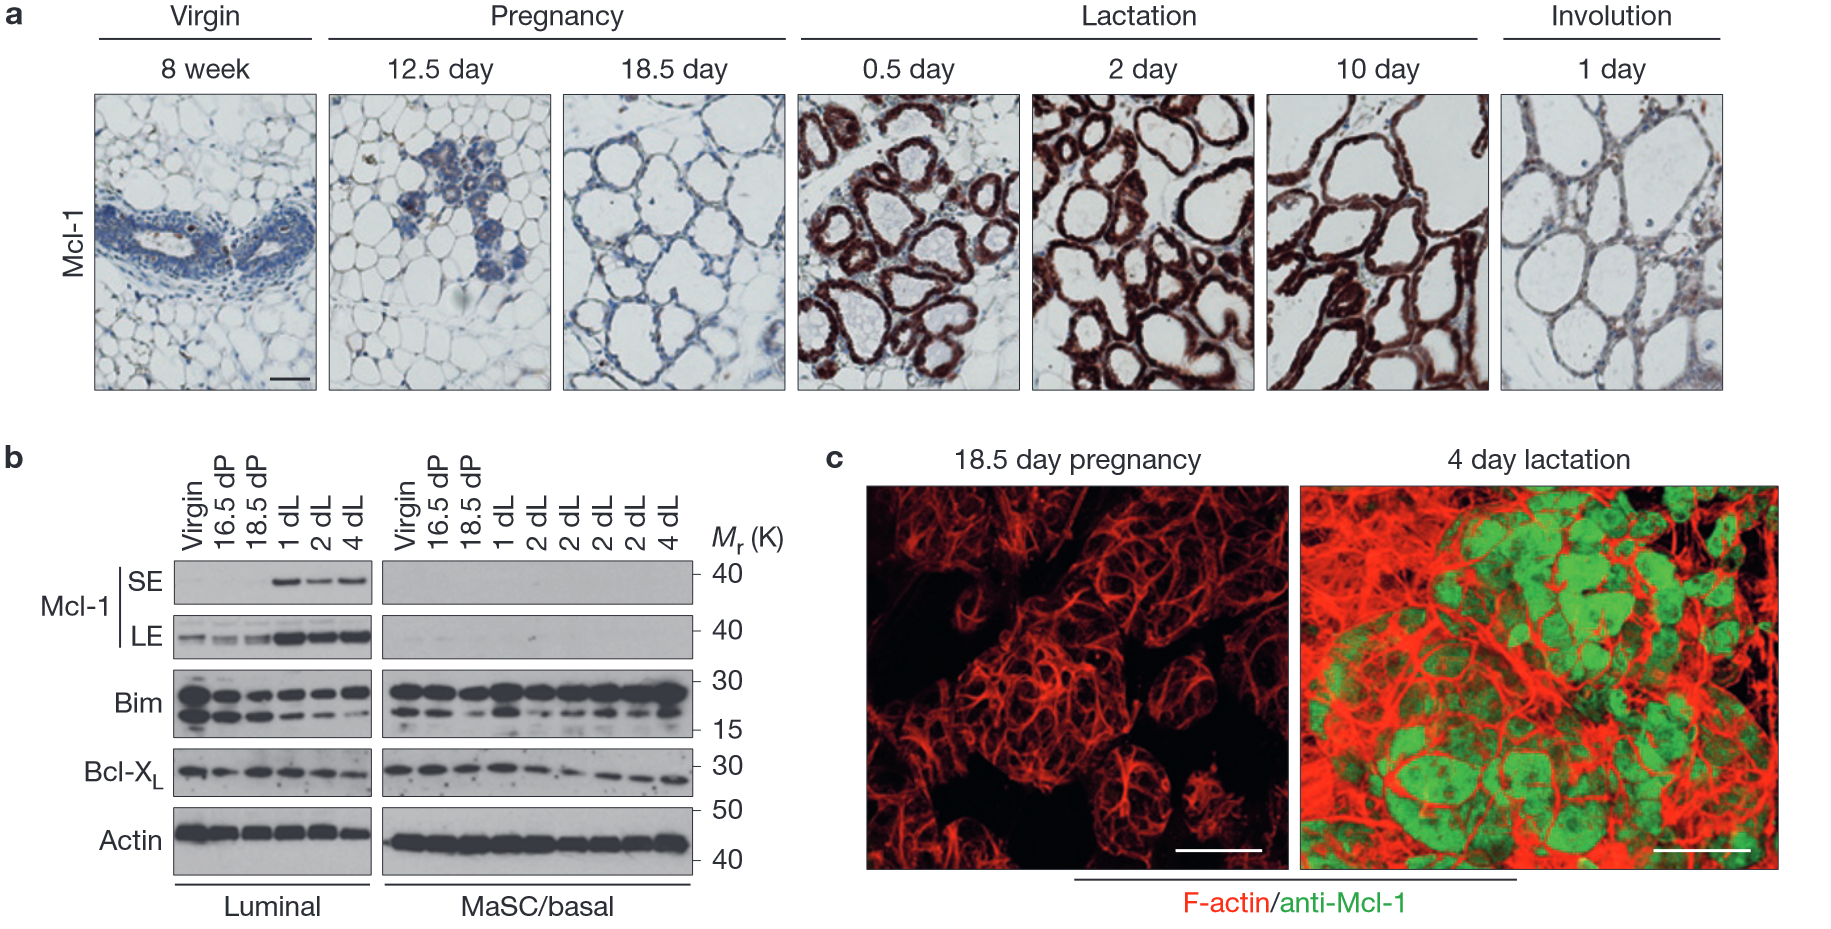 a
Virgin Pregnancy Lactation Involution
8 week 12.5 day 18.5 day 0.5 day 2 day 10 day 1 day
Mcl-1
b
Virgin 16.5 dP 18.5 dP 1 dL 2 dL 4 dL Virgin 16.5 dP 18.5 dP 1 dL 2 dL 2 dL 2 dL 2 dL 4 dL Mr (K)
Mcl-1 SE 40
LE 40
Bim 30
15
Bcl-XL 30
50
Actin
40
Luminal MaSC/basal
c
18.5 day pregnancy 4 day lactation
F-actin/anti-Mcl-1